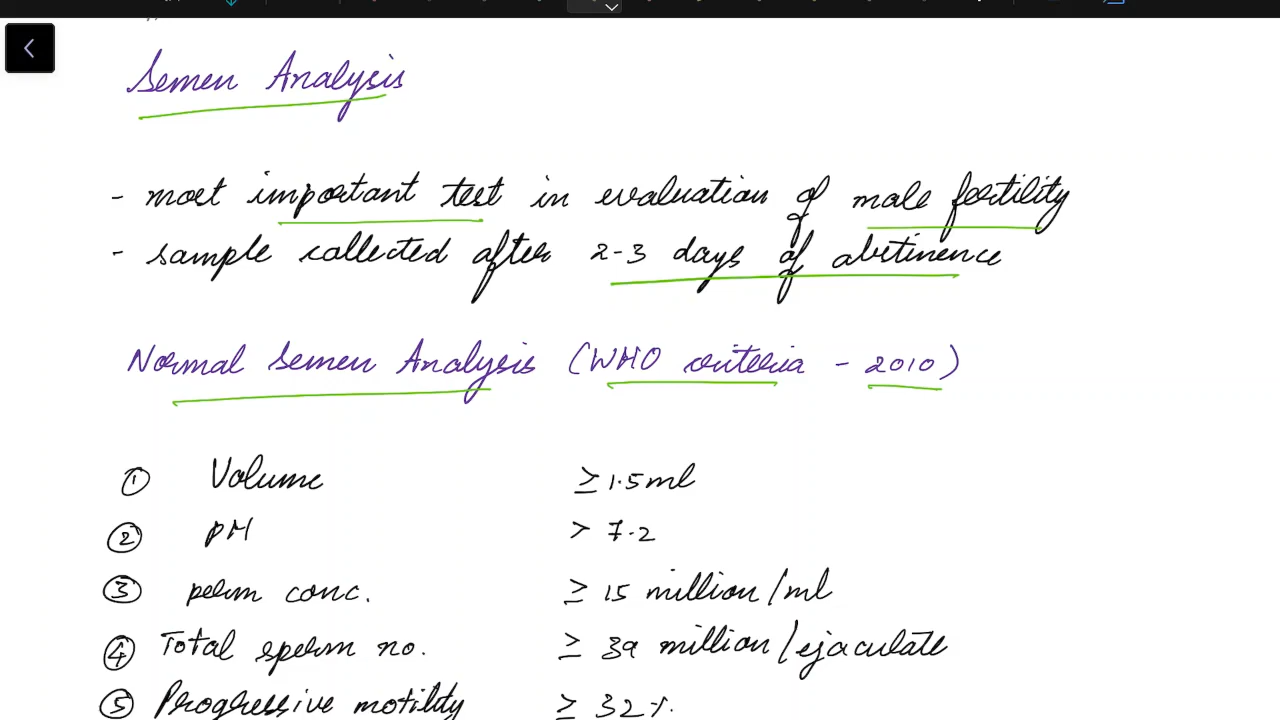 Semen Analysis
- most important test in evaluation of male fertility
- sample collected after 2-3 days of abstinence
Normal Semen Analysis (WHO criteria - 2010)
① Volume ≥ 1.5ml
② pH > 7.2
③ sperm conc. ≥ 15 million/ml
④ Total sperm no. ≥ 39 million/ejaculate
⑤ Progressive motility ≥ 32%